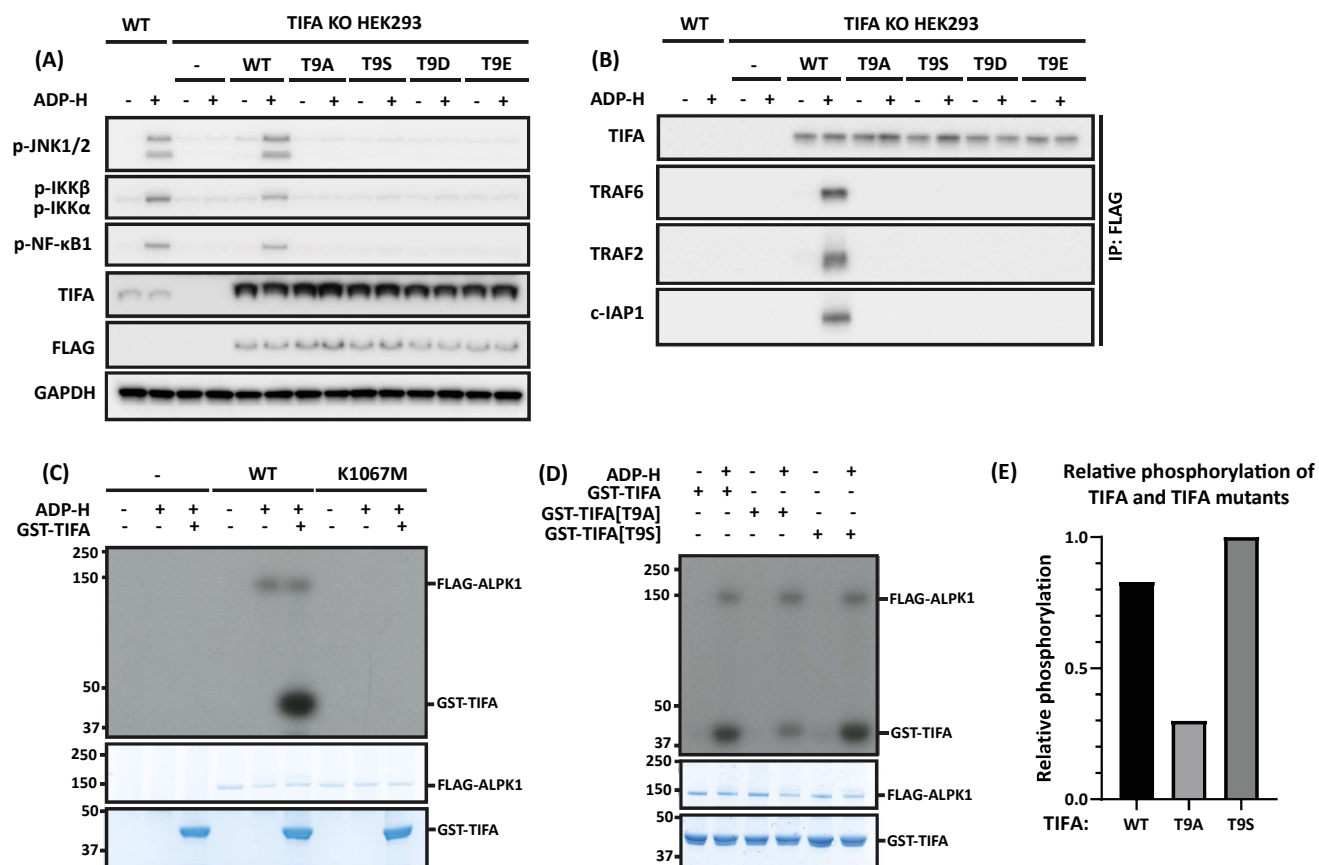 (A)
WT TIFA KO HEK293
- WT T9A T9S T9D T9E
ADP-H - + - + - + - + - + - + - +
p-JNK1/2
p-IKKβ
p-IKKα
p-NF-κB1
TIFA
FLAG
GAPDH
(B)
WT TIFA KO HEK293
- WT T9A T9S T9D T9E
ADP-H - + - + - + - + - + - + - +
TIFA
TRAF6
TRAF2
c-IAP1
IP: FLAG
(C)
- WT K1067M
ADP-H - + + - + + - + +
GST-TIFA - - + - - + - - +
250
150
50
37
FLAG-ALPK1
GST-TIFA
250
150
FLAG-ALPK1
50
37
GST-TIFA
(D)
ADP-H - + - + - +
GST-TIFA + + - - - -
GST-TIFA[T9A] - - + + - -
GST-TIFA[T9S] - - - - + +
250
150
50
37
FLAG-ALPK1
GST-TIFA
250
150
FLAG-ALPK1
50
37
GST-TIFA
(E)
Relative phosphorylation of
TIFA and TIFA mutants
Relative phosphorylation
1.0
0.5
0.0
TIFA: WT T9A T9S